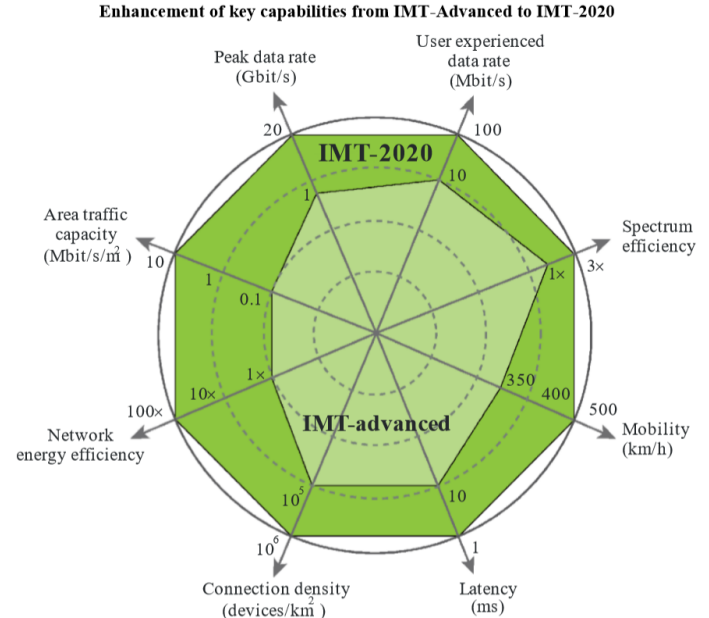 Enhancement of key capabilities from IMT-Advanced to IMT-2020
User experienced
data rate
(Mbit/s)
Peak data rate
(Gbit/s)
20
100
IMT-2020
1
10
Area traffic
capacity
(Mbit/s/m²)
10
1
0.1
Spectrum
efficiency
3×
1×
1×
10×
100×
350
400
500
Network
energy efficiency
Mobility
(km/h)
IMT-advanced
10⁵
10
10⁶
1
Connection density
(devices/km²)
Latency
(ms)